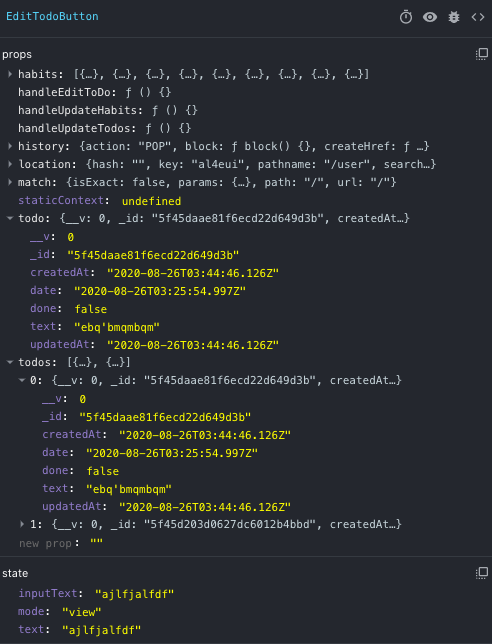 EditTodoButton
props
habits: [{…}, {…}, {…}, {…}, {…}, {…}, {…}, {…}, {…}]
handleEditToDo: ƒ () {}
handleUpdateHabits: ƒ () {}
handleUpdateTodos: ƒ () {}
history: {action: "POP", block: ƒ block() {}, createHref: ƒ …}
location: {hash: "", key: "al4eui", pathname: "/user", search…}
match: {isExact: false, params: {…}, path: "/", url: "/"}
staticContext: undefined
todo: {__v: 0, _id: "5f45daae81f6ecd22d649d3b", createdAt…}
__v: 0
_id: "5f45daae81f6ecd22d649d3b"
createdAt: "2020-08-26T03:44:46.126Z"
date: "2020-08-26T03:25:54.997Z"
done: false
text: "ebq'bmqmbqm"
updatedAt: "2020-08-26T03:44:46.126Z"
todos: [{…}, {…}]
0: {__v: 0, _id: "5f45daae81f6ecd22d649d3b", createdAt…}
__v: 0
_id: "5f45daae81f6ecd22d649d3b"
createdAt: "2020-08-26T03:44:46.126Z"
date: "2020-08-26T03:25:54.997Z"
done: false
text: "ebq'bmqmbqm"
updatedAt: "2020-08-26T03:44:46.126Z"
1: {__v: 0, _id: "5f45d203d0627dc6012b4bbd", createdAt…}
new prop: ""
state
inputText: "ajlfjalfdf"
mode: "view"
text: "ajlfjalfdf"